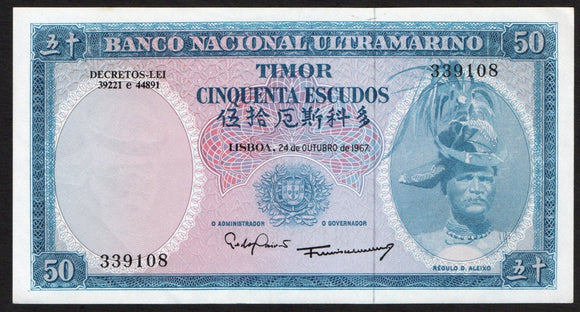 五十 BANCO NACIONAL ULTRAMARINO 50
DECRETOS-LEI
39221 e 44891
TIMOR
339108
CINQUENTA ESCUDOS
伍拾厄斯科多
LISBOA, 24 de OUTUBRO de 1967
O ADMINISTRADOR O GOVERNADOR
339108
RÉGULO D. ALEIXO
50 五十